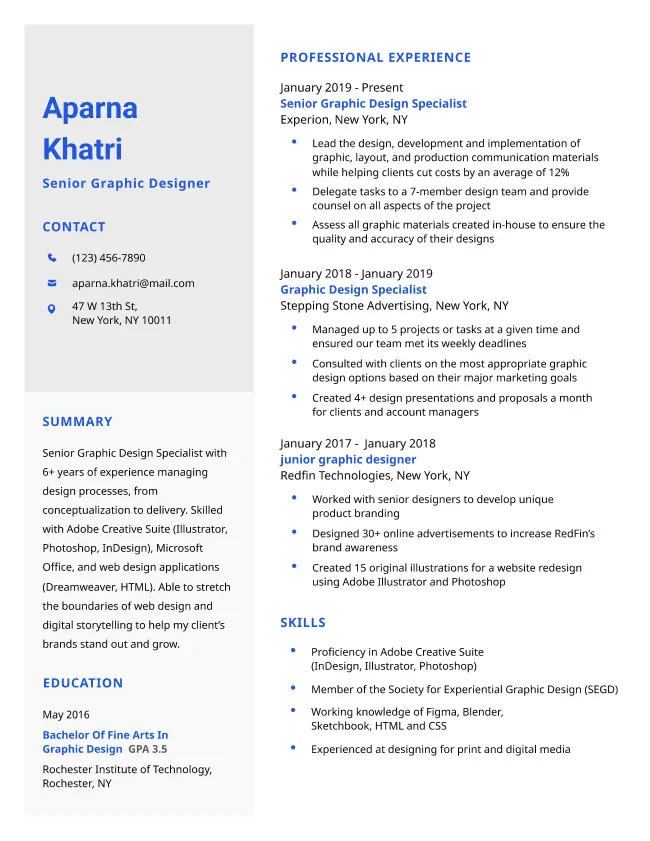 Aparna
Khatri
Senior Graphic Designer
CONTACT
(123) 456-7890
aparna.khatri@mail.com
47 W 13th St,
New York, NY 10011
SUMMARY
Senior Graphic Design Specialist with
6+ years of experience managing
design processes, from
conceptualization to delivery. Skilled
with Adobe Creative Suite (Illustrator,
Photoshop, InDesign), Microsoft
Office, and web design applications
(Dreamweaver, HTML). Able to stretch
the boundaries of web design and
digital storytelling to help my client’s
brands stand out and grow.
EDUCATION
May 2016
Bachelor Of Fine Arts In
Graphic Design GPA 3.5
Rochester Institute of Technology,
Rochester, NY
PROFESSIONAL EXPERIENCE
January 2019 - Present
Senior Graphic Design Specialist
Experion, New York, NY
• Lead the design, development and implementation of
graphic, layout, and production communication materials
while helping clients cut costs by an average of 12%
• Delegate tasks to a 7-member design team and provide
counsel on all aspects of the project
• Assess all graphic materials created in-house to ensure the
quality and accuracy of their designs
January 2018 - January 2019
Graphic Design Specialist
Stepping Stone Advertising, New York, NY
• Managed up to 5 projects or tasks at a given time and
ensured our team met its weekly deadlines
• Consulted with clients on the most appropriate graphic
design options based on their major marketing goals
• Created 4+ design presentations and proposals a month
for clients and account managers
January 2017 - January 2018
junior graphic designer
Redfin Technologies, New York, NY
• Worked with senior designers to develop unique
product branding
• Designed 30+ online advertisements to increase RedFin’s
brand awareness
• Created 15 original illustrations for a website redesign
using Adobe Illustrator and Photoshop
SKILLS
• Proficiency in Adobe Creative Suite
(InDesign, Illustrator, Photoshop)
• Member of the Society for Experiential Graphic Design (SEGD)
• Working knowledge of Figma, Blender,
Sketchbook, HTML and CSS
• Experienced at designing for print and digital media